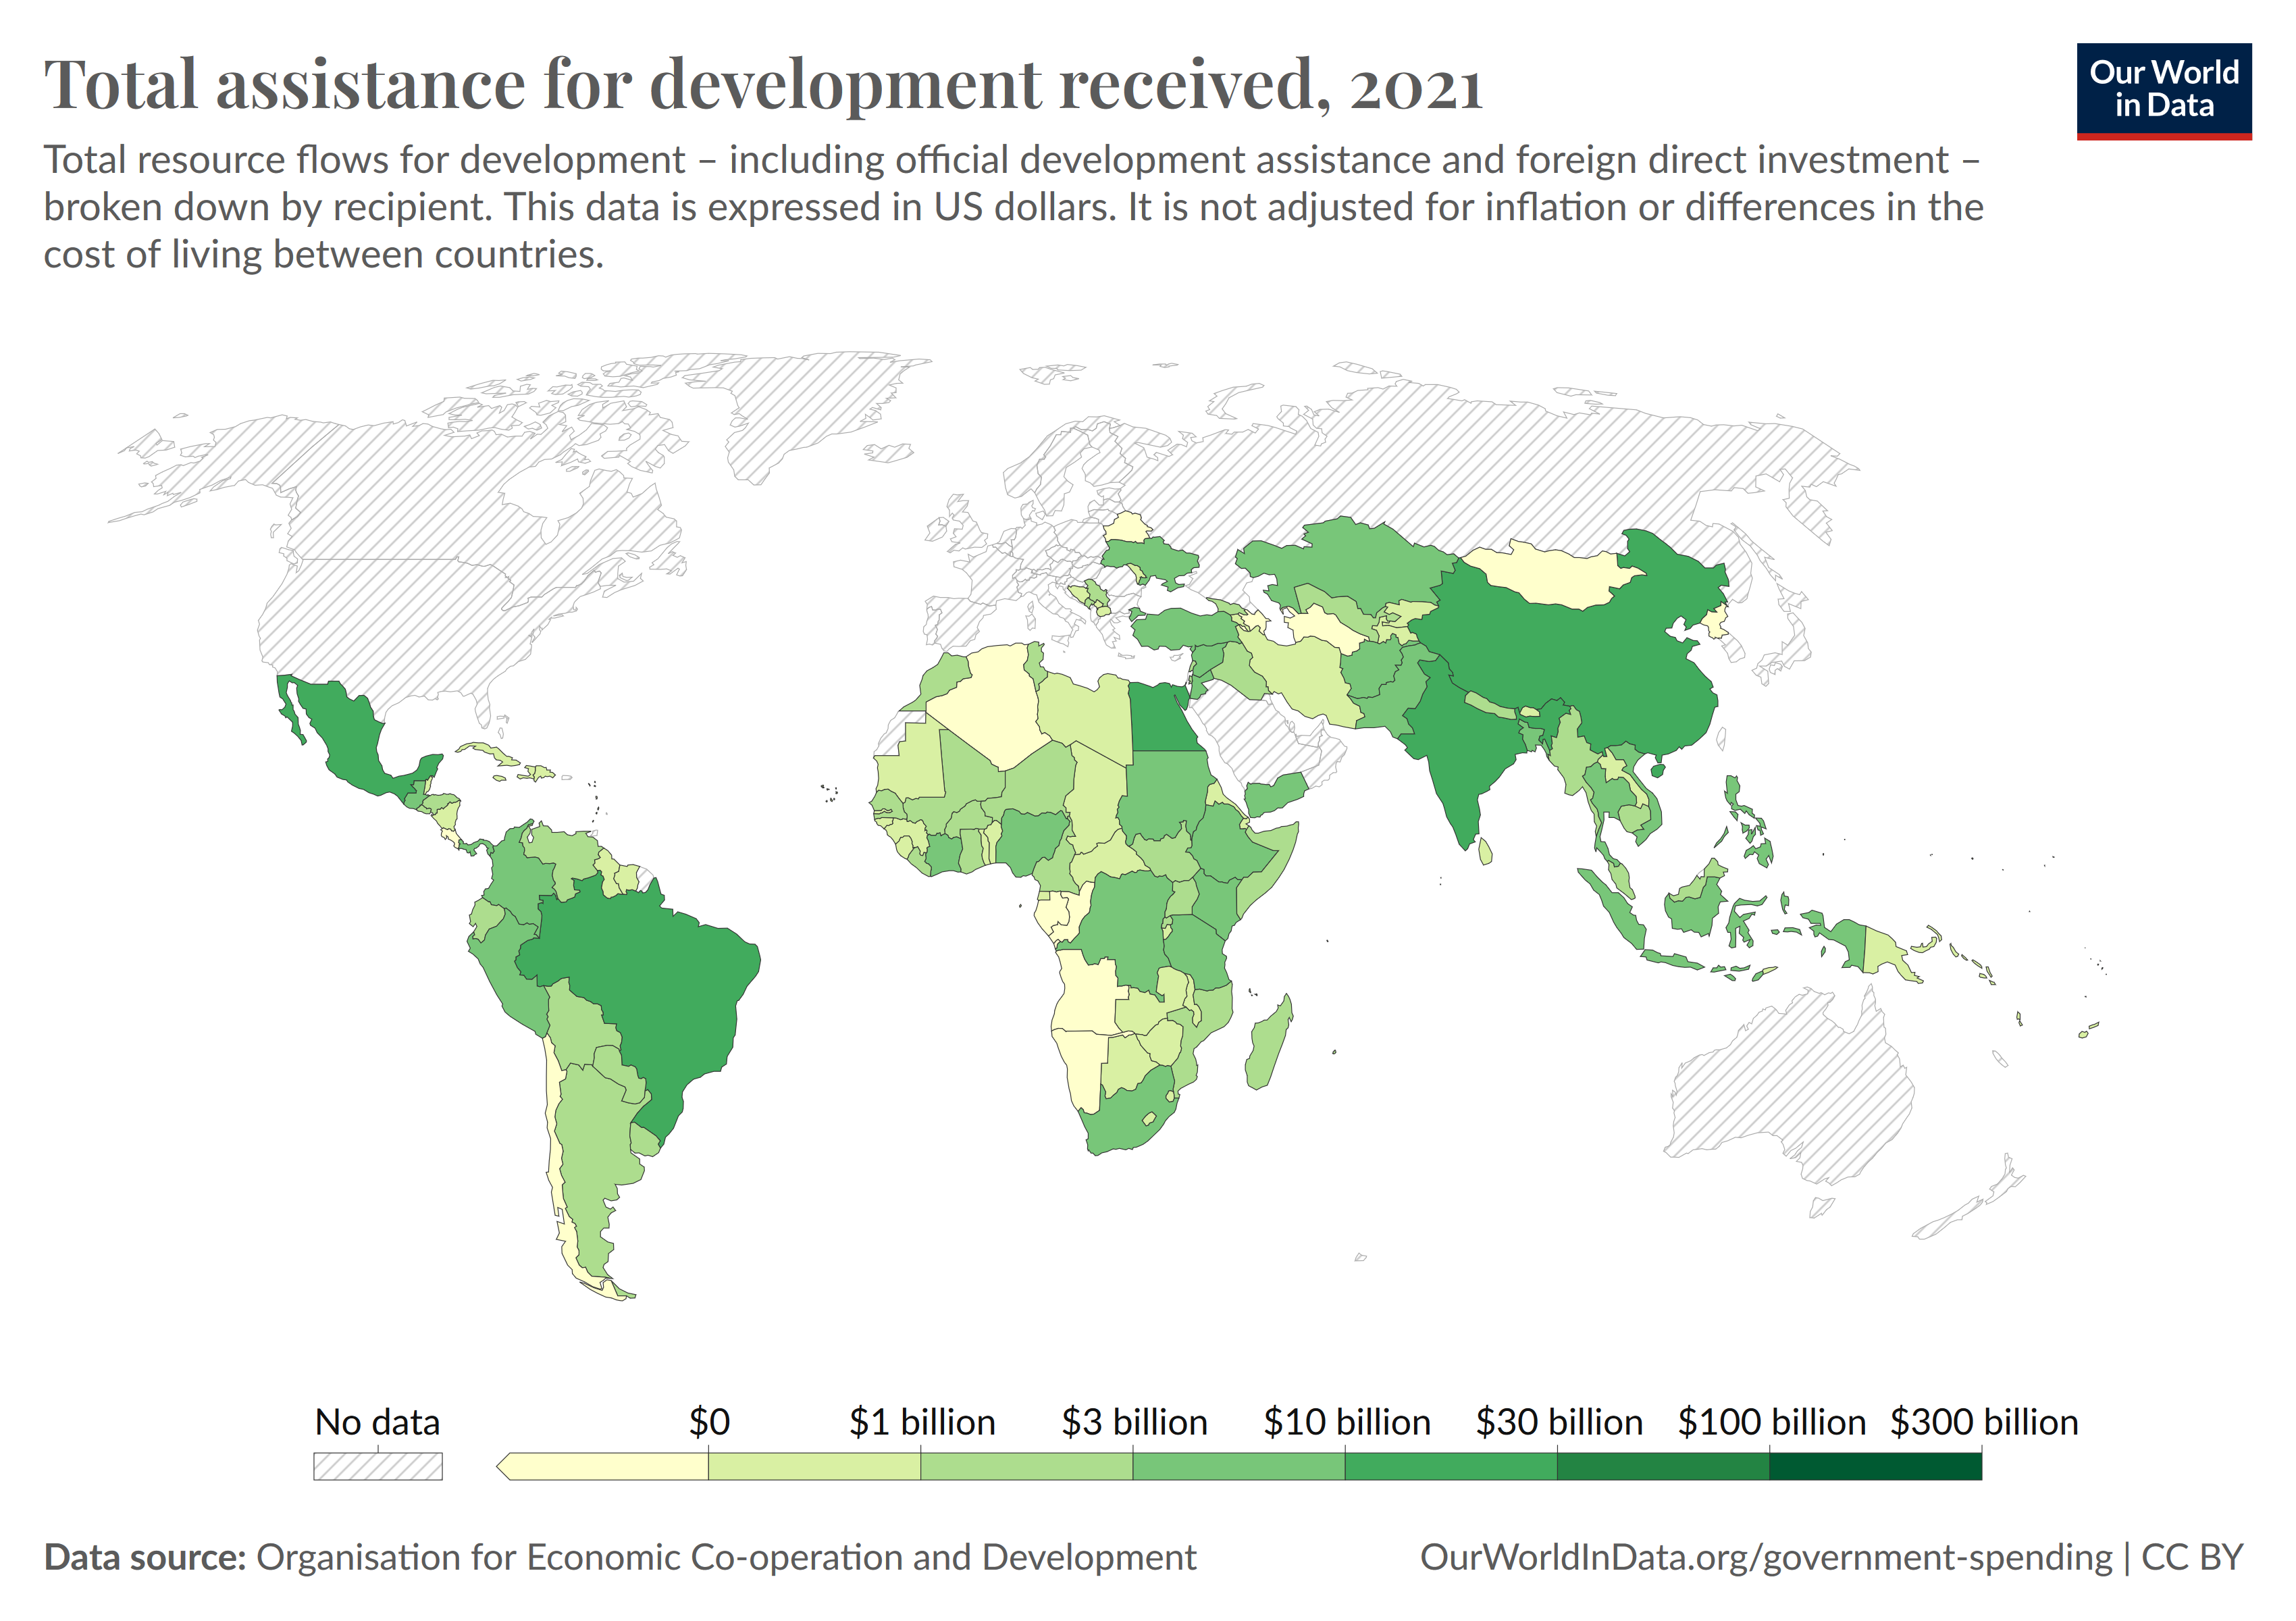 Total assistance for development received, 2021
Our World
in Data
Total resource flows for development – including official development assistance and foreign direct investment –
broken down by recipient. This data is expressed in US dollars. It is not adjusted for inflation or differences in the
cost of living between countries.
No data
$0
$1 billion
$3 billion
$10 billion
$30 billion
$100 billion
$300 billion
Data source: Organisation for Economic Co-operation and Development
OurWorldInData.org/government-spending | CC BY